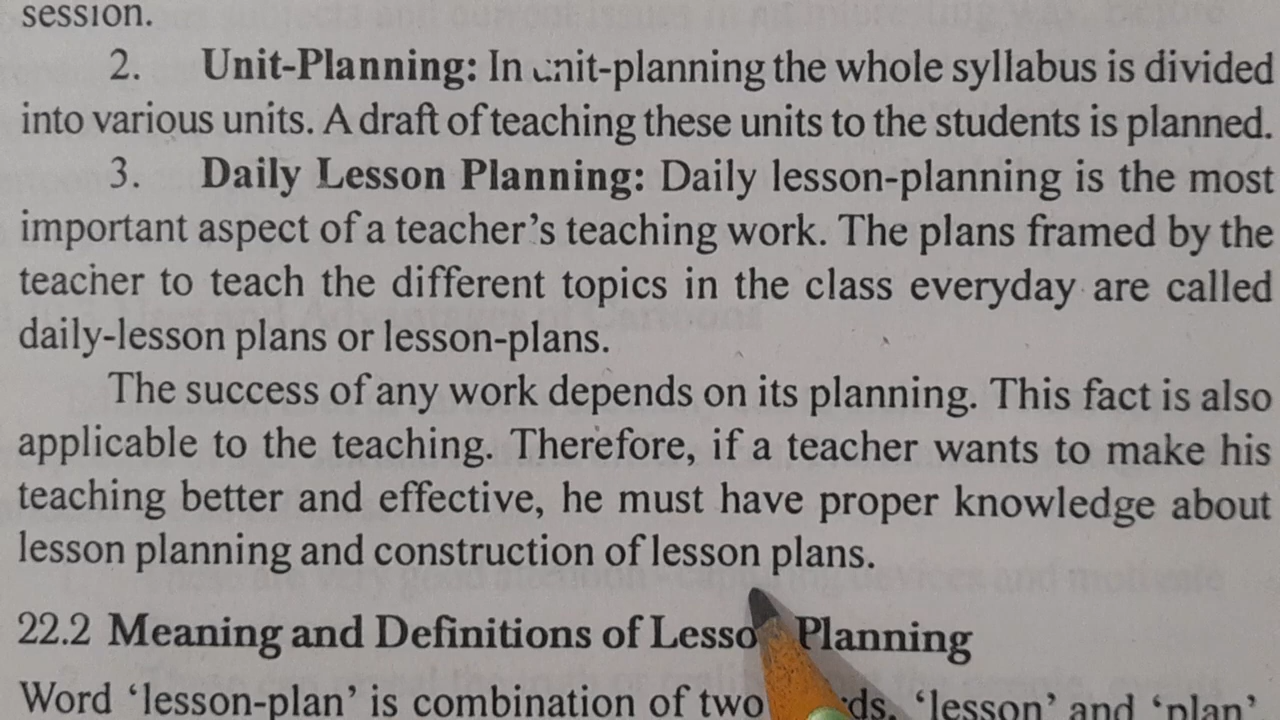 session.
2. Unit-Planning: In unit-planning the whole syllabus is divided
into various units. A draft of teaching these units to the students is planned.
3. Daily Lesson Planning: Daily lesson-planning is the most
important aspect of a teacher's teaching work. The plans framed by the
teacher to teach the different topics in the class everyday are called
daily-lesson plans or lesson-plans.
The success of any work depends on its planning. This fact is also
applicable to the teaching. Therefore, if a teacher wants to make his
teaching better and effective, he must have proper knowledge about
lesson planning and construction of lesson plans.
22.2 Meaning and Definitions of Lesso Planning
Word 'lesson-plan' is combination of two 'lesson' and 'plan'